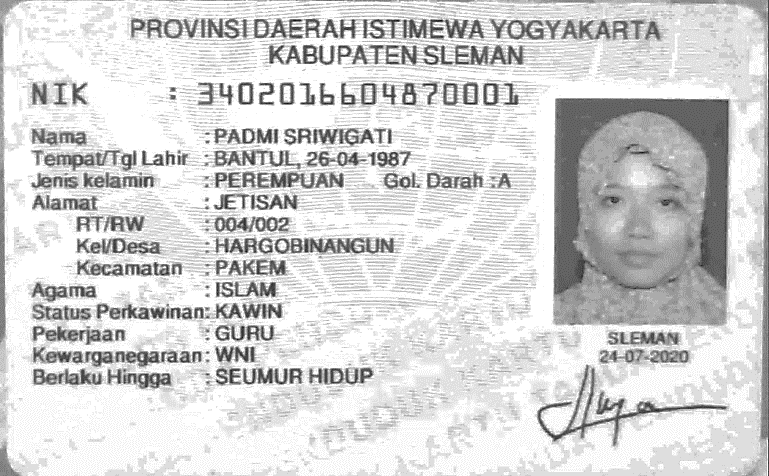 PROVINSI DAERAH ISTIMEWA YOGYAKARTA
KABUPATEN SLEMAN
NIK : 3402016604870001
Nama : PADMI SRIWIGATI
Tempat/Tgl Lahir : BANTUL, 26-04-1987
Jenis kelamin : PEREMPUAN Gol. Darah : A
Alamat : JETISAN
RT/RW : 004/002
Kel/Desa : HARGOBINANGUN
Kecamatan : PAKEM
Agama : ISLAM
Status Perkawinan: KAWIN
Pekerjaan : GURU
Kewarganegaraan: WNI
Berlaku Hingga : SEUMUR HIDUP
SLEMAN
24-07-2020